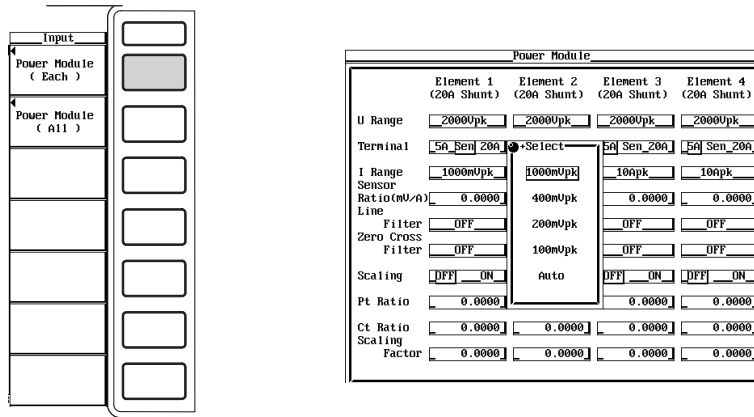 Input
Power Module
( Each )
Power Module
( All )
Power Module
Element 1 Element 2 Element 3 Element 4
(20A Shunt) (20A Shunt) (20A Shunt) (20A Shunt)
U Range 2000Vpk 2000Vpk 2000Vpk 2000Vpk
Terminal 5A Sen 20A +Select 5A Sen 20A 5A Sen 20A
I Range 1000mVpk 1000mVpk 10Apk 10Apk
Sensor
Ratio(mV/A) 0.0000 400mVpk 0.0000 0.0000
Line
Filter OFF 200mVpk OFF OFF
Zero Cross
Filter OFF 100mVpk OFF OFF
Scaling OFF ON Auto OFF ON OFF ON
Pt Ratio 0.0000 0.0000 0.0000
Ct Ratio 0.0000 0.0000 0.0000 0.0000
Scaling
Factor 0.0000 0.0000 0.0000 0.0000